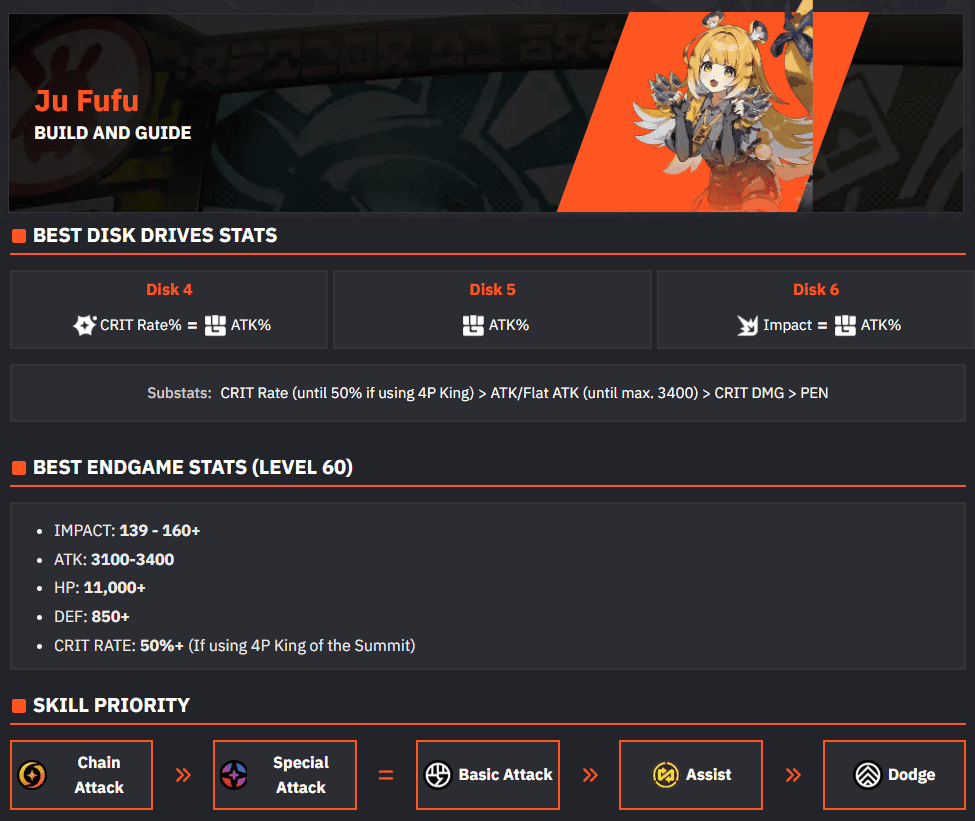 Ju Fufu
BUILD AND GUIDE
BEST DISK DRIVES STATS
Disk 4
CRIT Rate% = ATK%
Disk 5
ATK%
Disk 6
Impact = ATK%
Substats: CRIT Rate (until 50% if using 4P King) > ATK/Flat ATK (until max. 3400) > CRIT DMG > PEN
BEST ENDGAME STATS (LEVEL 60)
• IMPACT: 139 - 160+
• ATK: 3100-3400
• HP: 11,000+
• DEF: 850+
• CRIT RATE: 50%+ (If using 4P King of the Summit)
SKILL PRIORITY
Chain
Attack
»
Special
Attack
=
Basic Attack
»
Assist
»
Dodge